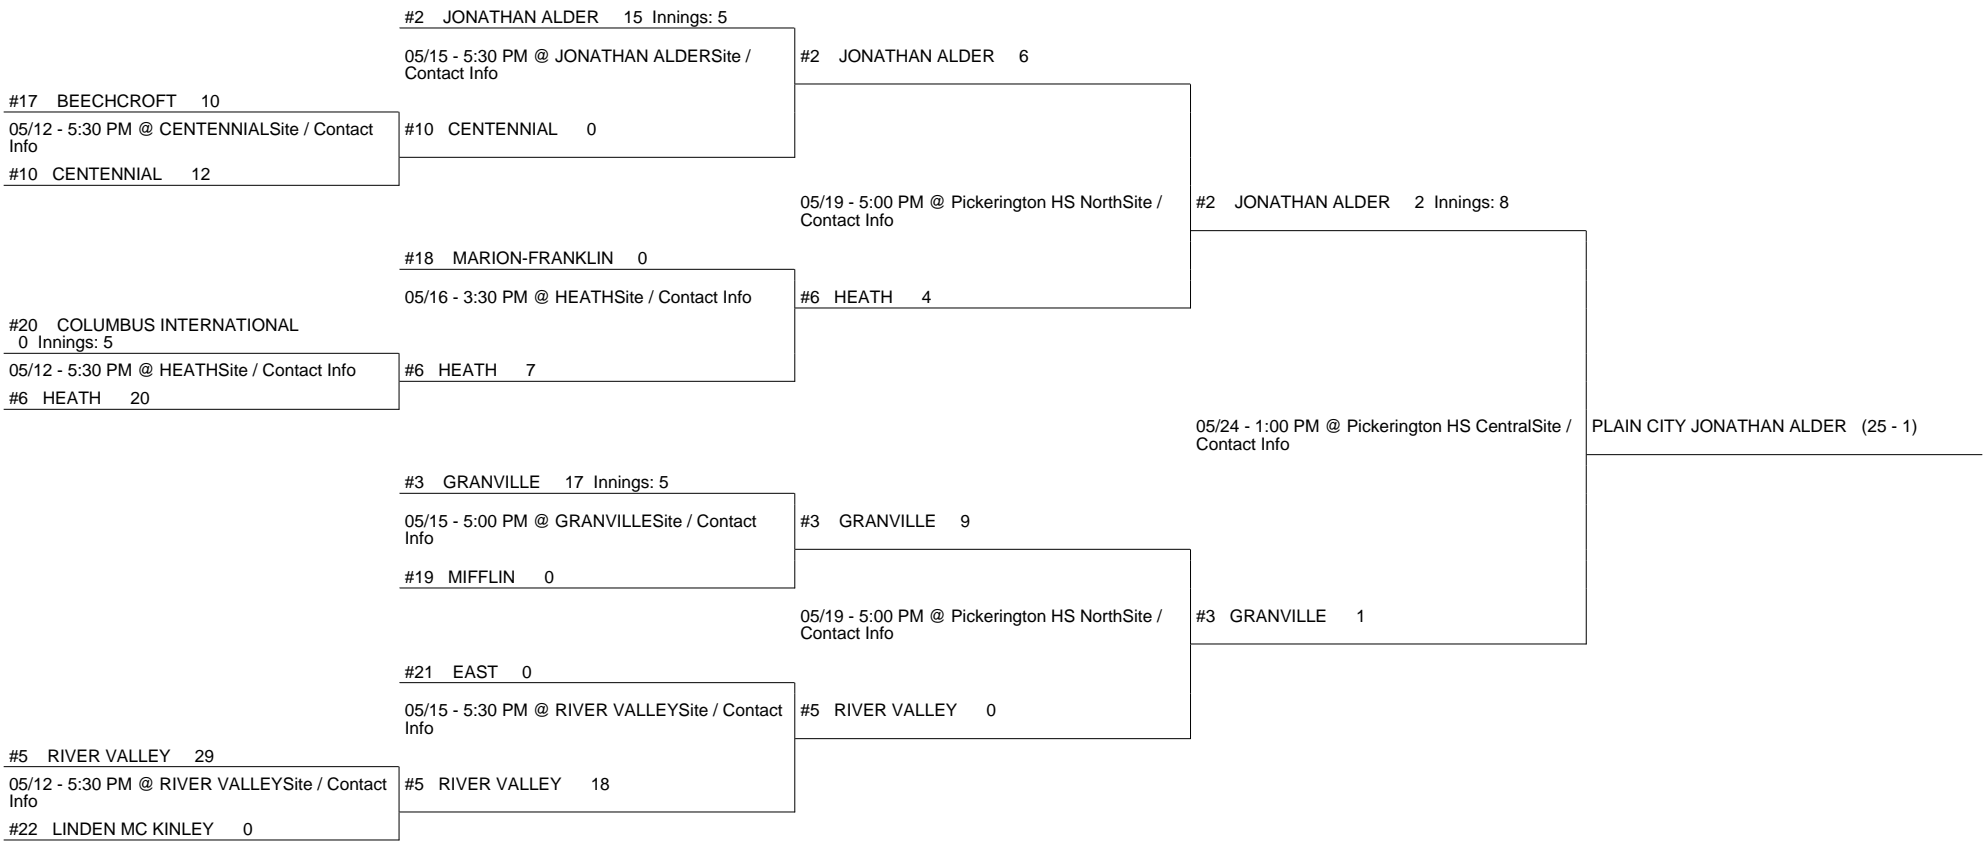 #2 JONATHAN ALDER 15 Innings: 5
05/15 - 5:30 PM @ JONATHAN ALDERSite /
Contact Info
#2 JONATHAN ALDER 6
#17 BEECHCROFT 10
05/12 - 5:30 PM @ CENTENNIALSite / Contact
Info
#10 CENTENNIAL 0
#10 CENTENNIAL 12
05/19 - 5:00 PM @ Pickerington HS NorthSite /
Contact Info
#2 JONATHAN ALDER 2 Innings: 8
#18 MARION-FRANKLIN 0
05/16 - 3:30 PM @ HEATHSite / Contact Info
#6 HEATH 4
#20 COLUMBUS INTERNATIONAL
0 Innings: 5
05/12 - 5:30 PM @ HEATHSite / Contact Info
#6 HEATH 7
#6 HEATH 20
05/24 - 1:00 PM @ Pickerington HS CentralSite /
Contact Info
PLAIN CITY JONATHAN ALDER (25 - 1)
#3 GRANVILLE 17 Innings: 5
05/15 - 5:00 PM @ GRANVILLESite / Contact
Info
#3 GRANVILLE 9
#19 MIFFLIN 0
05/19 - 5:00 PM @ Pickerington HS NorthSite /
Contact Info
#3 GRANVILLE 1
#21 EAST 0
05/15 - 5:30 PM @ RIVER VALLEYSite / Contact
Info
#5 RIVER VALLEY 0
#5 RIVER VALLEY 29
05/12 - 5:30 PM @ RIVER VALLEYSite / Contact
Info
#5 RIVER VALLEY 18
#22 LINDEN MC KINLEY 0